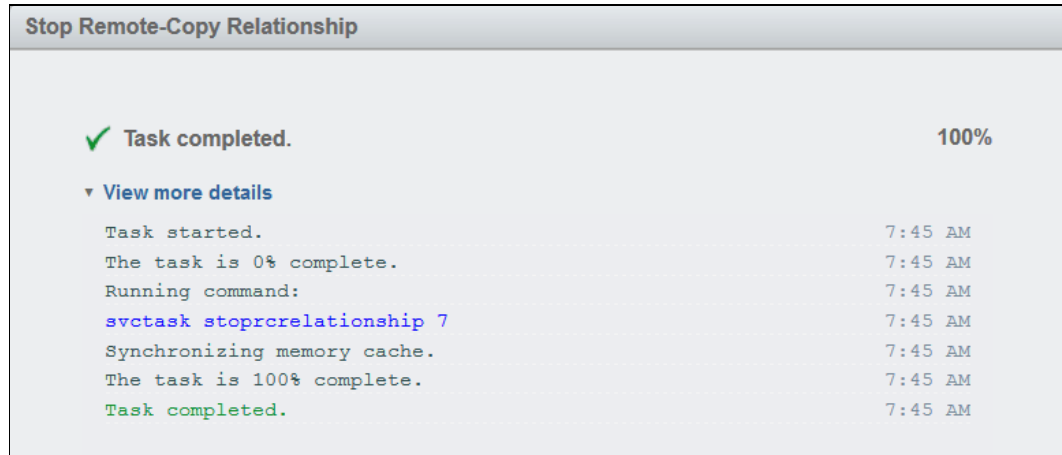 Stop Remote-Copy Relationship
Task completed. 100%
View more details
Task started. 7:45 AM
The task is 0% complete. 7:45 AM
Running command: 7:45 AM
svctask stoprcrelationship 7 7:45 AM
Synchronizing memory cache. 7:45 AM
The task is 100% complete. 7:45 AM
Task completed. 7:45 AM